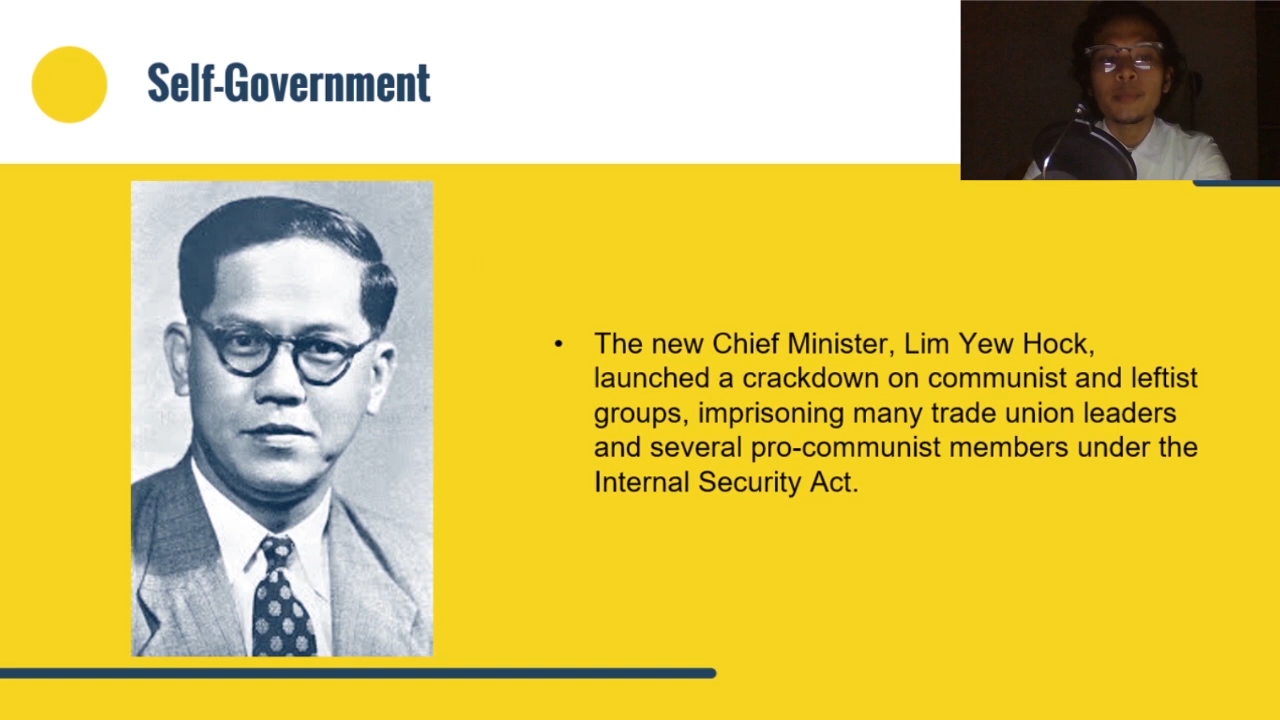 Self-Government
• The new Chief Minister, Lim Yew Hock,
launched a crackdown on communist and leftist
groups, imprisoning many trade union leaders
and several pro-communist members under the
Internal Security Act.